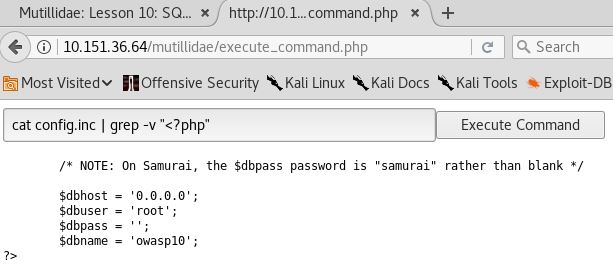 Mutillidae: Lesson 10: SQ...
http://10.1...command.php
10.151.36.64/mutillidae/execute_command.php
Search
Most Visited
Offensive Security
Kali Linux
Kali Docs
Kali Tools
Exploit-DB
cat config.inc | grep -v "<?php"
Execute Command
/* NOTE: On Samurai, the $dbpass password is "samurai" rather than blank */
$dbhost = '0.0.0.0';
$dbuser = 'root';
$dbpass = '';
$dbname = 'owasp10';
?>